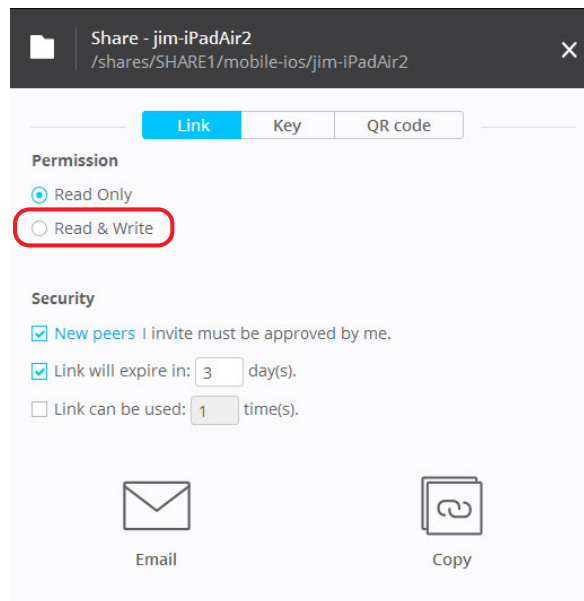 Share - jim-iPadAir2
/shares/SHARE1/mobile-ios/jim-iPadAir2
Link Key QR code
Permission
Read Only
Read & Write
Security
New peers I invite must be approved by me.
Link will expire in: 3 day(s).
Link can be used: 1 time(s).
Email Copy